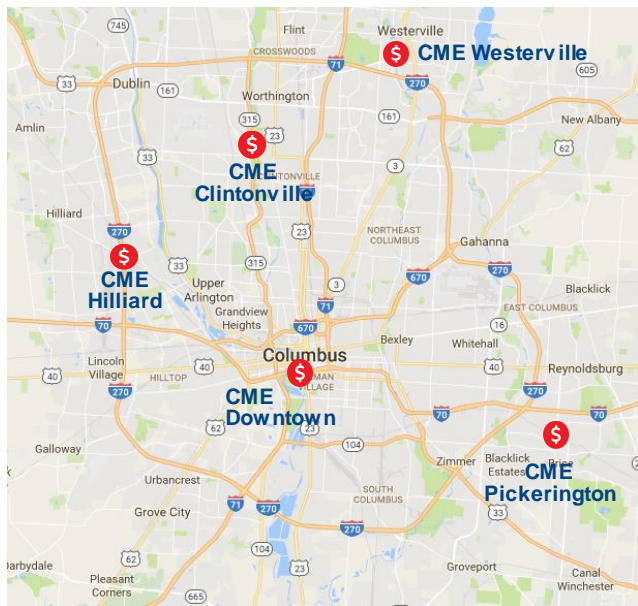 745
Flint
Westerville
$
CME Westerville
CROSSWOODS
71
33
Dublin
270
605
161
Worthington
Amlin
315
23
161
New Albany
$
33
CME
Clintonville
3
62
Hilliard
270
23
NORTHEAST
COLUMBUS
Gahanna
$
CME
Hilliard
33
315
Upper
Arlington
3
670
270
Blacklick
Grandview
Heights
71
EAST COLUMBUS
70
670
16
Bexley
Whitehall
Columbus
Lincoln
Village
40
HILLTOP
40
$
VILLAGE
40
Reynoldsburg
40
270
CME
Downtown
270
70
70
62
23
104
$
Galloway
Zimmer
Blacklick
Estates
CME
Pickerington
Urbancrest
SOUTH
COLUMBUS
33
Grove City
71
270
270
104
62
23
Groveport
Pleasant
Corners
665
Canal
Winchester